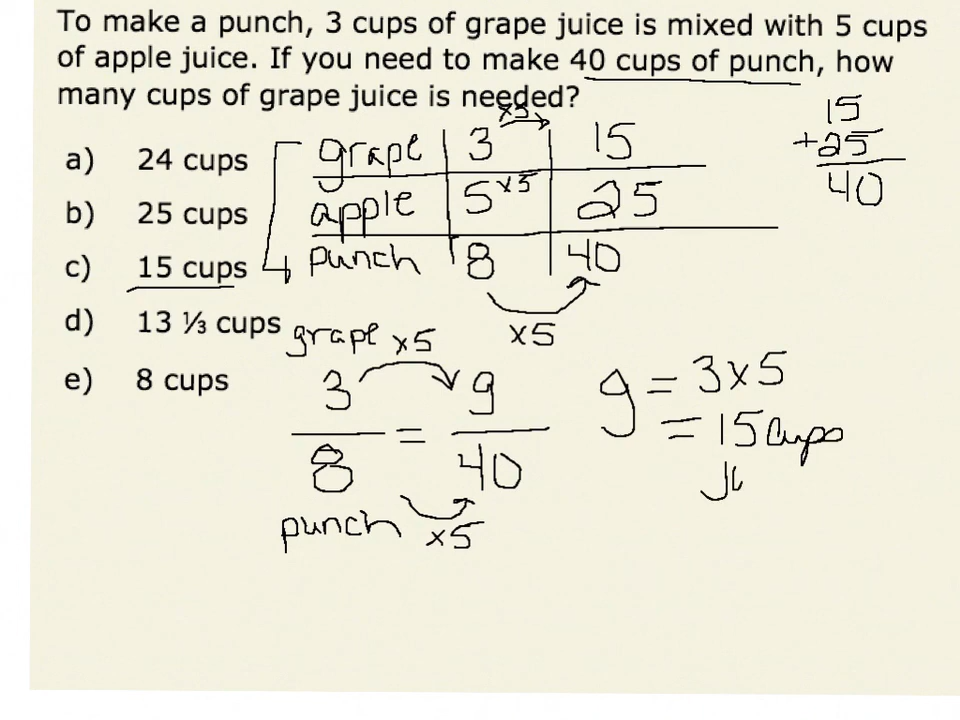 To make a punch, 3 cups of grape juice is mixed with 5 cups
of apple juice. If you need to make 40 cups of punch, how
many cups of grape juice is needed?
a) 24 cups
b) 25 cups
c) 15 cups
d) 13 ⅓ cups
e) 8 cups
x5
grape 3 15
apple 5 x5 25
punch 8 40
x5
15
+25
40
grape x5
3 = g
8 40
punch x5
g = 3x5
= 15 cups